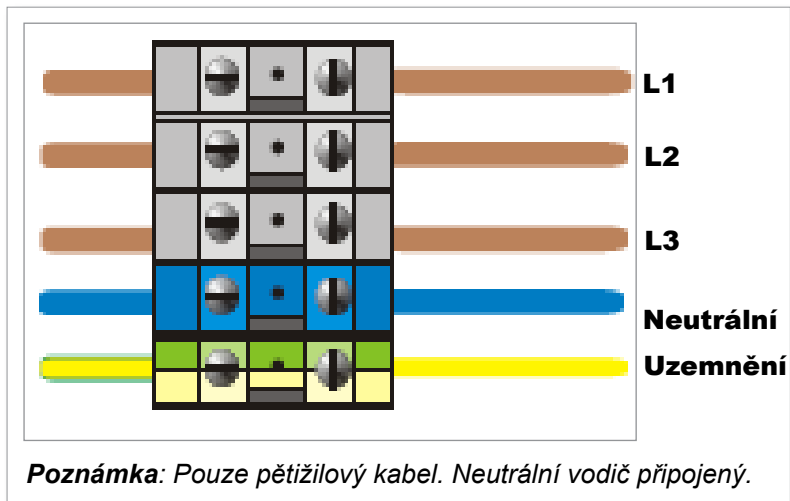 L1
L2
L3
Neutrální
Uzemnění
Poznámka: Pouze pětižilový kabel. Neutrální vodič připojený.